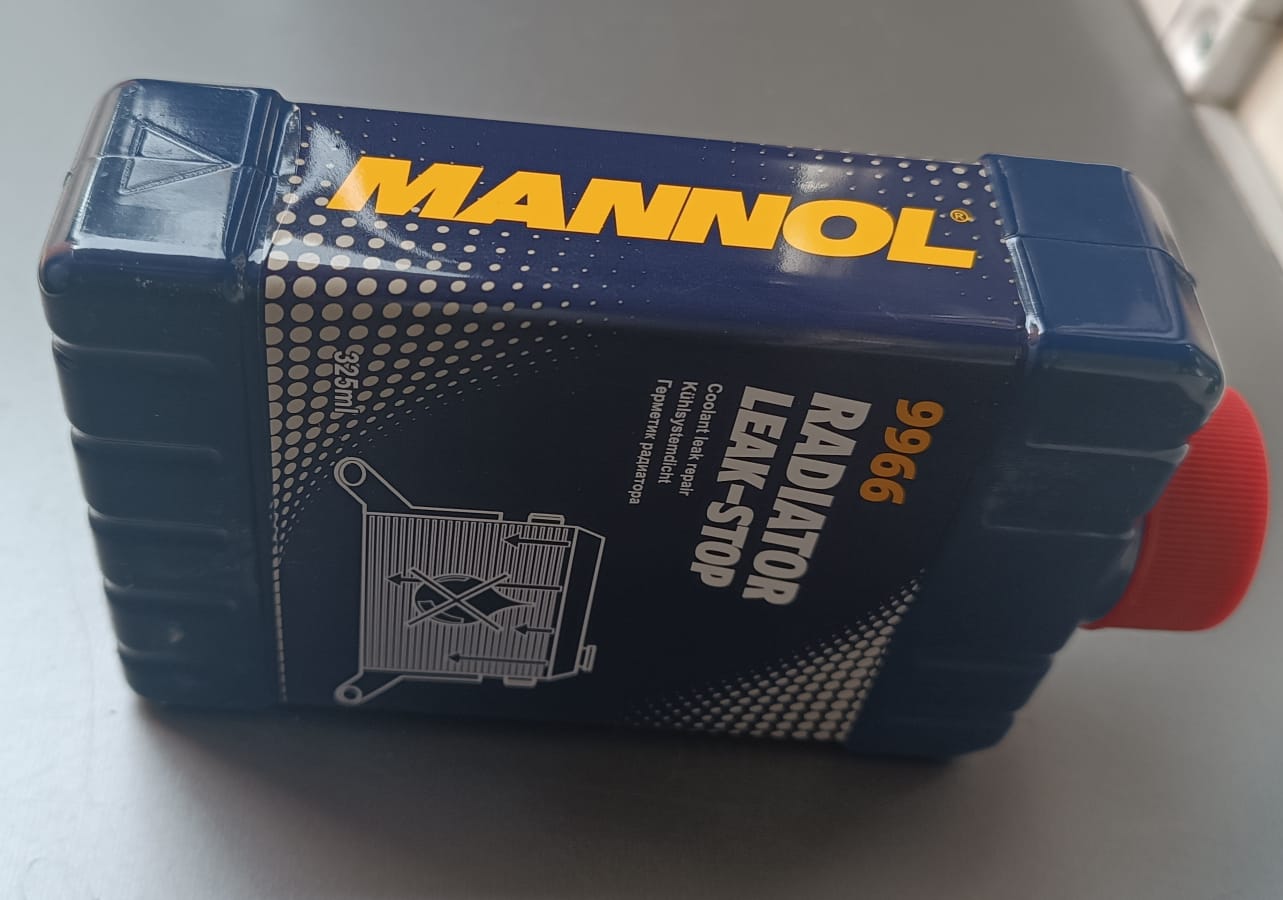 MANNOL®
9966
RADIATOR
LEAK-STOP
Coolant leak repair
Kühlsystemdicht
Герметик радиатора
325ml